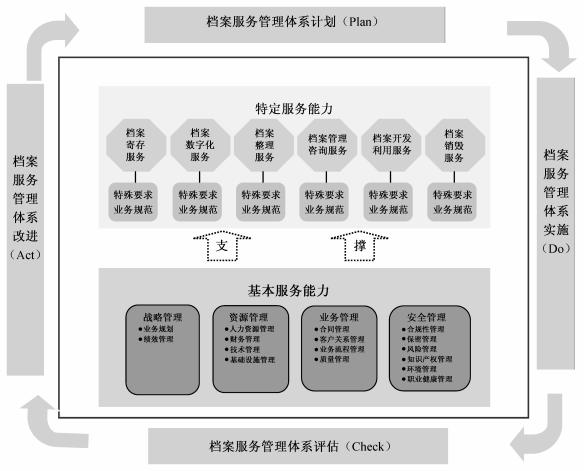 档案服务管理体系计划（Plan）
档案
服务
管理
体系
改进
（Act）
特定服务能力
档案
寄存
服务
档案
数字化
服务
档案
整理
服务
档案管理
咨询服务
档案开发
利用服务
档案
销毁
服务
特殊要求
业务规范
特殊要求
业务规范
特殊要求
业务规范
特殊要求
业务规范
特殊要求
业务规范
特殊要求
业务规范
支
撑
基本服务能力
战略管理
●业务规划
●绩效管理
资源管理
●人力资源管理
●财务管理
●技术管理
●基础设施管理
业务管理
●合同管理
●客户关系管理
●业务流程管理
●质量管理
安全管理
●合规性管理
●保密管理
●风险管理
●知识产权管理
●环境管理
●职业健康管理
档案
服务
管理
体系
实施
（Do）
档案服务管理体系评估（Check）